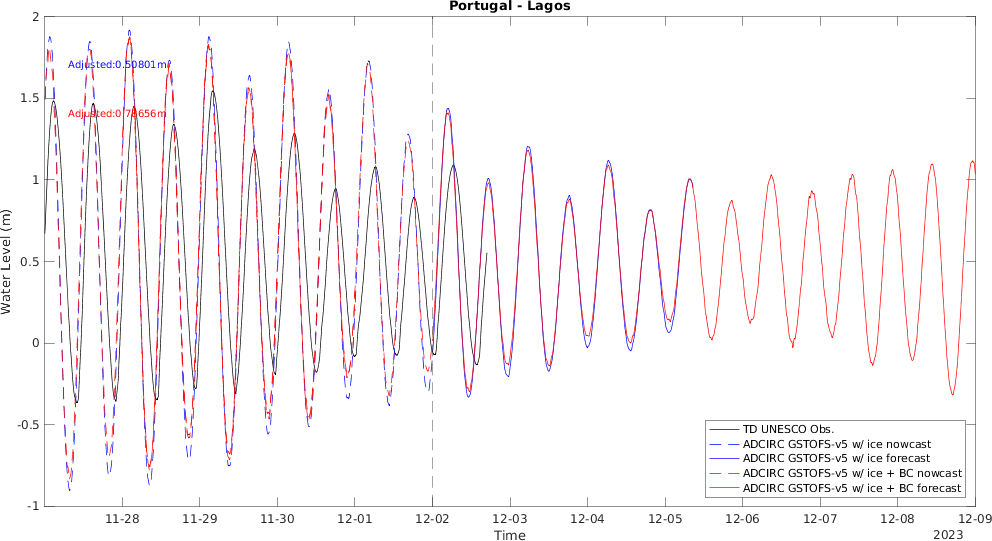 Portugal - Lagos
Adjusted:0.50801m
Adjusted:0.78656m
Water Level (m)
2
1.5
1
0.5
0
-0.5
-1
11-28
11-29
11-30
12-01
12-02
12-03
12-04
12-05
12-06
12-07
12-08
12-09
Time
2023
TD UNESCO Obs.
ADCIRC GSTOFS-v5 w/ ice nowcast
ADCIRC GSTOFS-v5 w/ ice forecast
ADCIRC GSTOFS-v5 w/ ice + BC nowcast
ADCIRC GSTOFS-v5 w/ ice + BC forecast